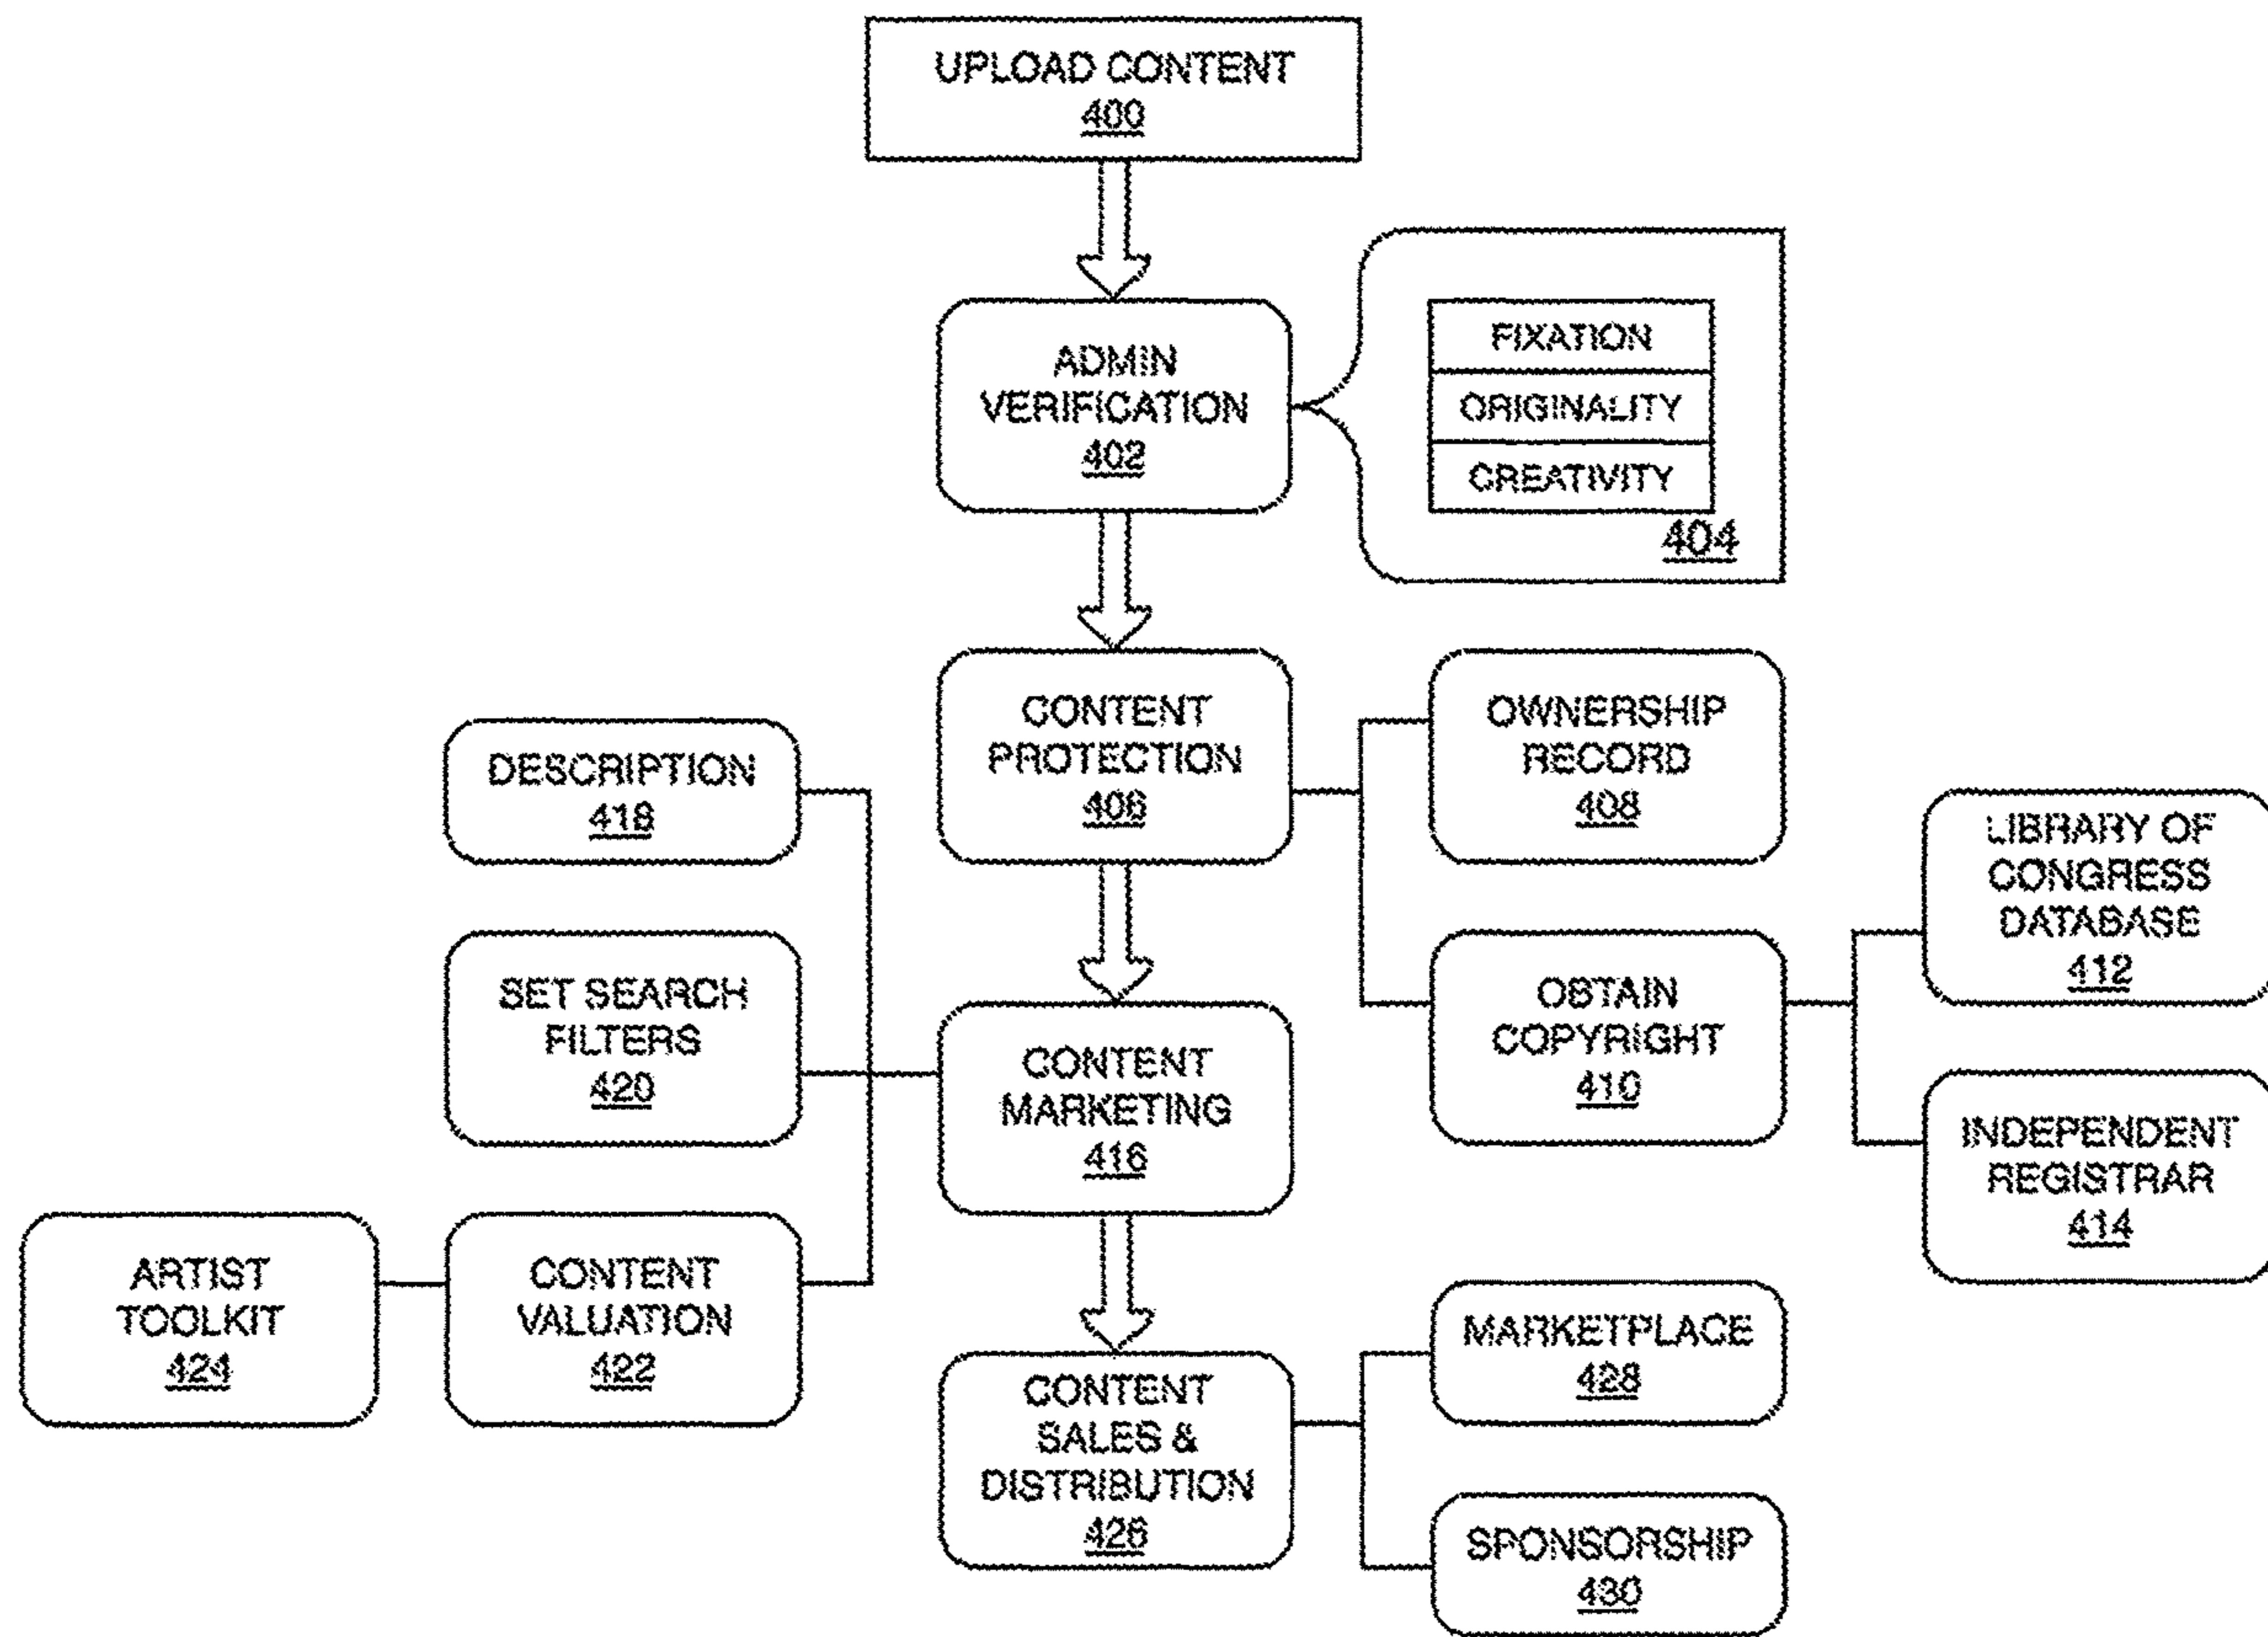 UPLOAD CONTENT
400
ADMIN
VERIFICATION
402
FIXATION
ORIGINALITY
CREATIVITY
404
CONTENT
PROTECTION
406
OWNERSHIP
RECORD
408
OBTAIN
COPYRIGHT
410
LIBRARY OF
CONGRESS
DATABASE
412
INDEPENDENT
REGISTRAR
414
CONTENT
MARKETING
416
DESCRIPTION
418
SET SEARCH
FILTERS
420
CONTENT
VALUATION
422
ARTIST
TOOLKIT
424
CONTENT
SALES &
DISTRIBUTION
426
MARKETPLACE
428
SPONSORSHIP
430